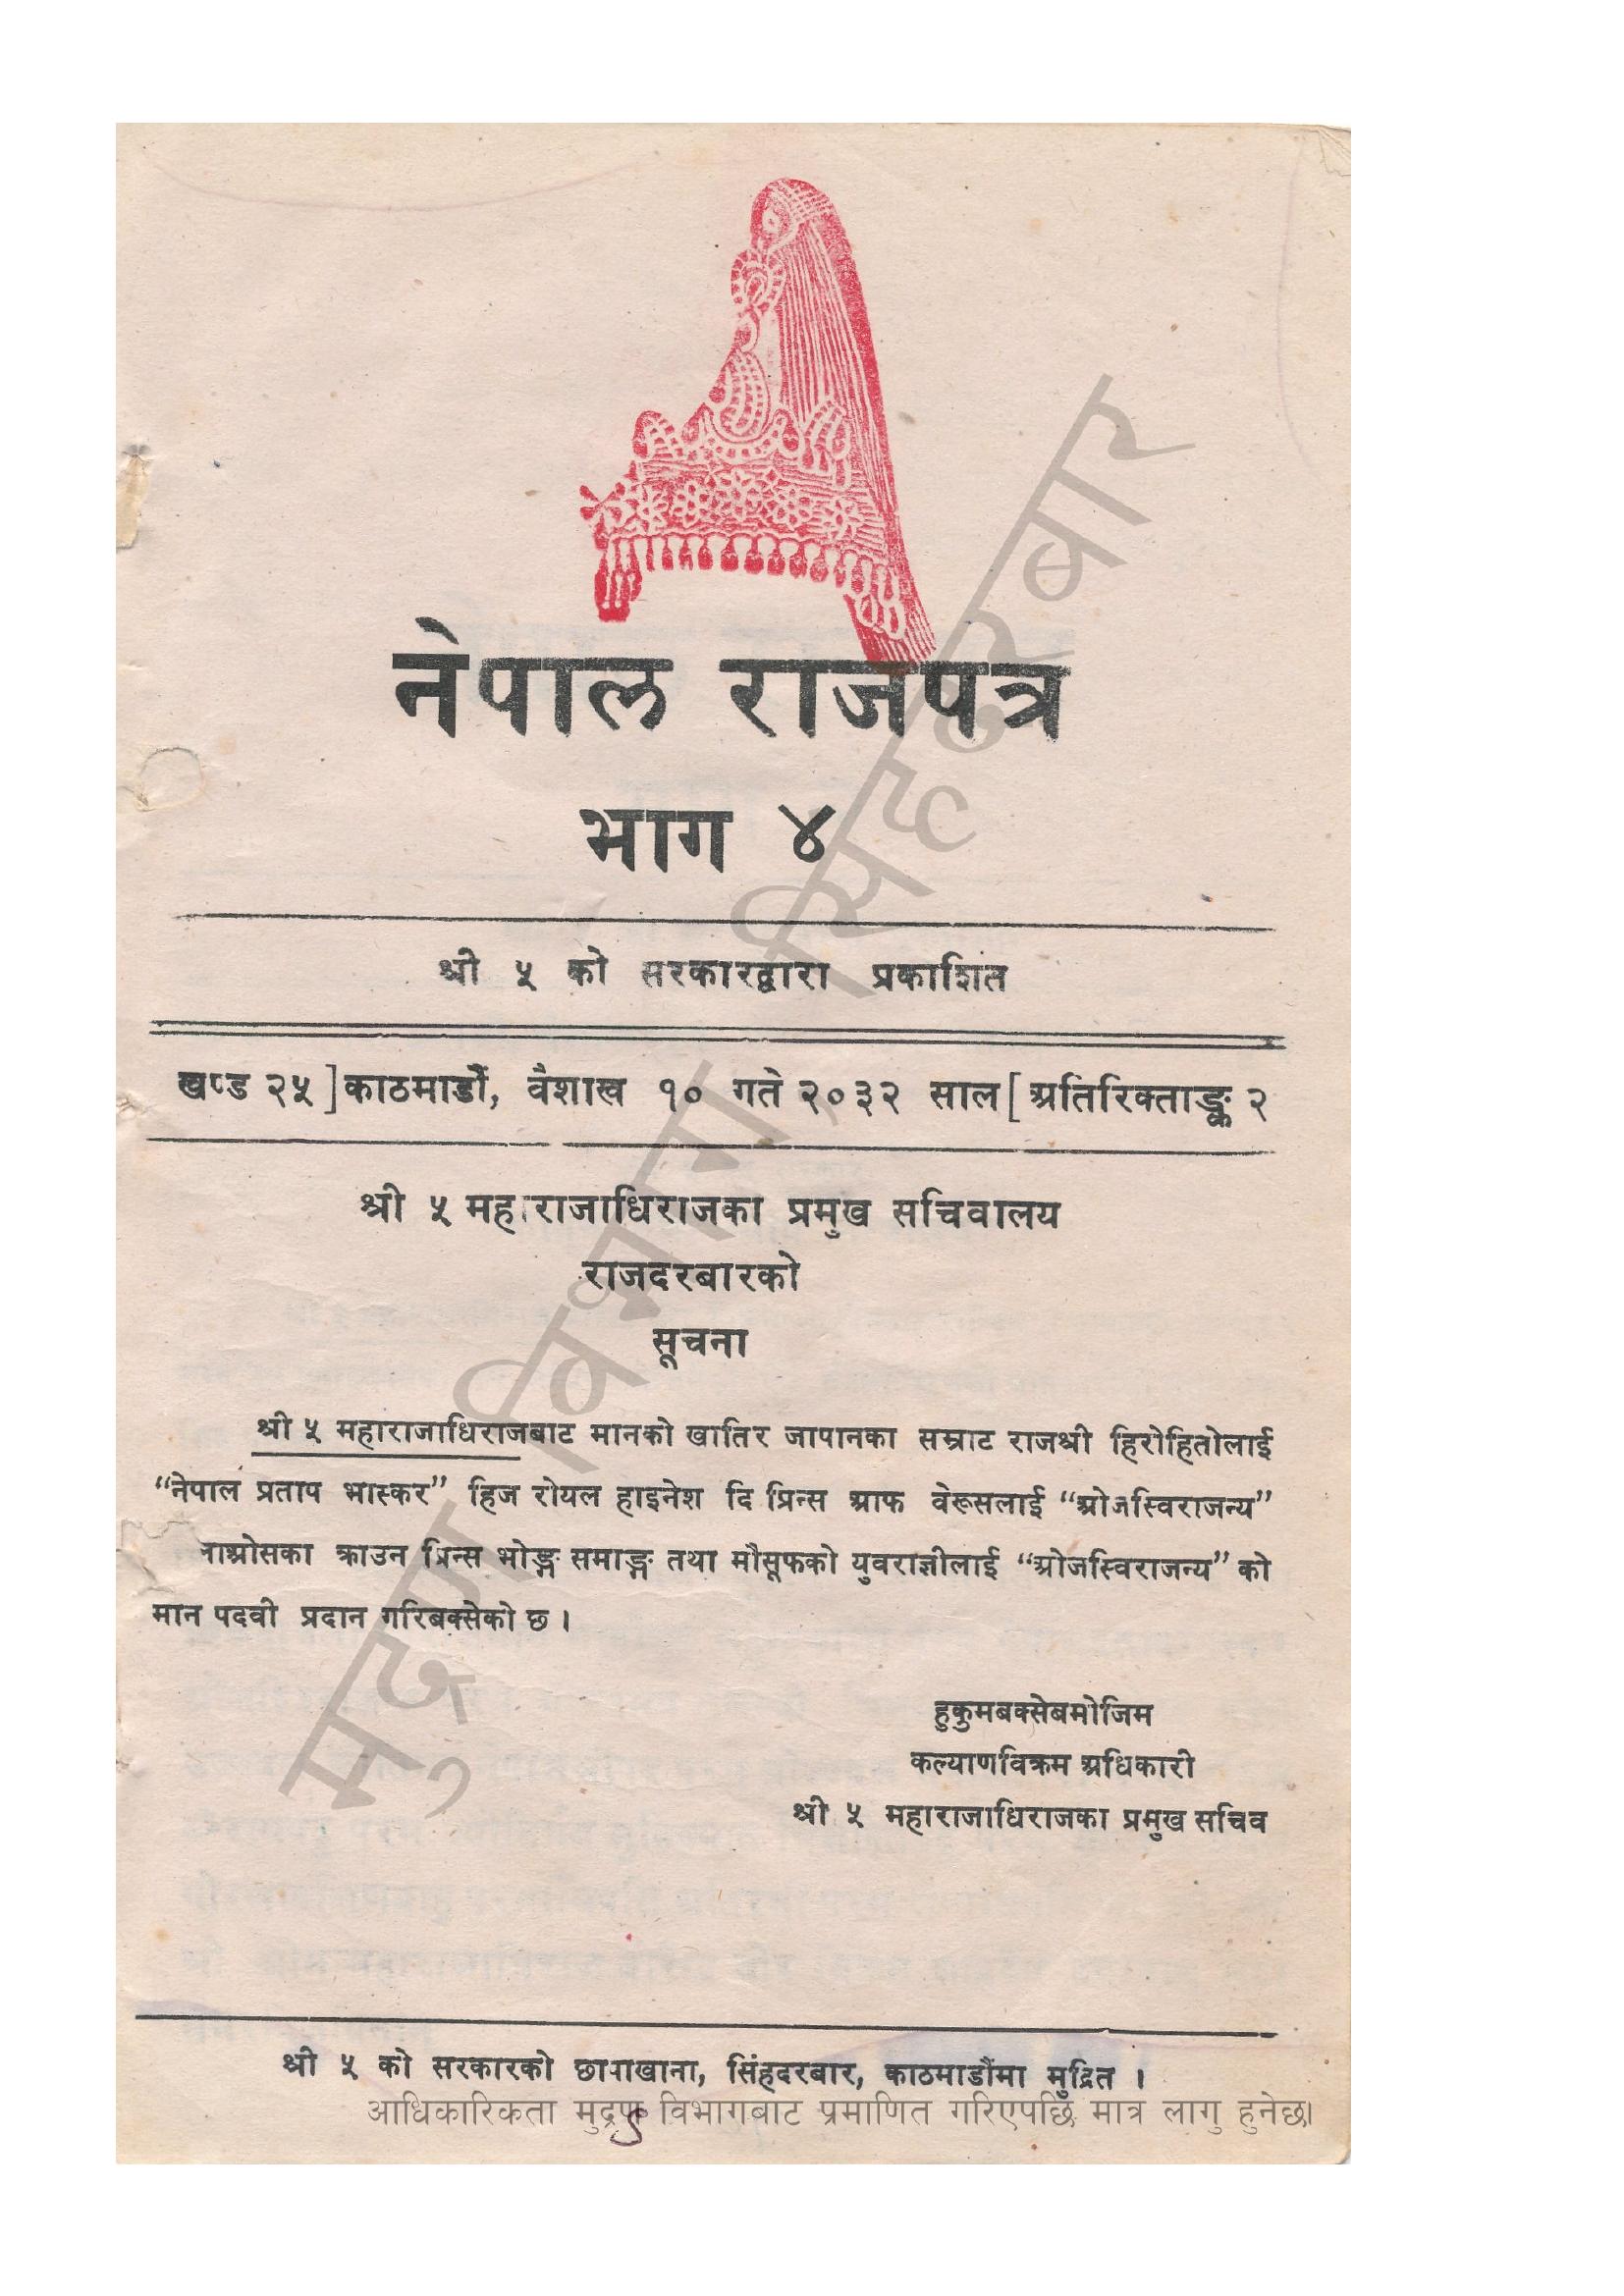 नेपाल राजपत्र
भाग ४
श्री ५ को सरकारद्वारा प्रकाशित
खण्ड २५ ] काठमाडौं, वैशाख १० गते २०३२ साल [ अतिरिक्ताङ्क २
श्री ५ महाराजाधिराजका प्रमुख सचिवालय
राजदरबारको
सूचना
श्री ५ महाराजाधिराजबाट मानको खातिर जापानका सम्राट राजश्री हिरोहितोलाई
“नेपाल प्रताप भास्कर” हिज रोयल हाइनेश दि प्रिन्स आफ वेरूसलाई “ओजस्विराजन्य”
क्राउन प्रिन्स भोङ्ग समाङ्ग तथा मौसूफको युवराज्ञीलाई “ओजस्विराजन्य” को
मान पदवी प्रदान गरिबक्सेको छ ।
हुकुमबक्सेबमोजिम
कल्याणविक्रम अधिकारी
श्री ५ महाराजाधिराजका प्रमुख सचिव
श्री ५ को सरकारको छापाखाना, सिंहदरबार, काठमाडौंमा मुद्रित ।
आधिकारिकता मुद्रण विभागबाट प्रमाणित गरिएपछि मात्र लागु हुनेछ।
मुद्रण विभाग, सिंहदरबार